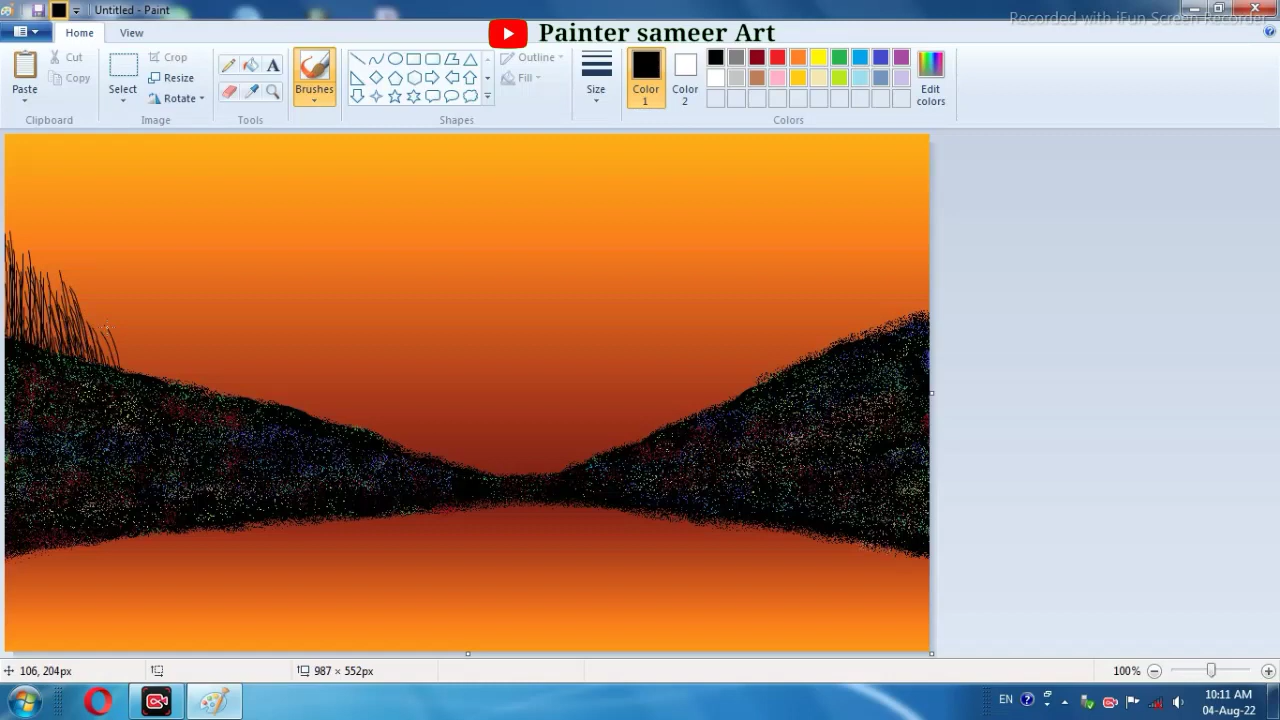 Untitled - Paint
Recorded with iFun Screen Recorder
Home
View
Painter sameer Art
Paste
Cut
Copy
Clipboard
Select
Crop
Resize
Rotate
Image
A
Tools
Brushes
Outline
Fill
Shapes
Size
Color 1
Color 2
Edit colors
Colors
106, 204px
987 × 552px
100%
EN
10:11 AM
04-Aug-22